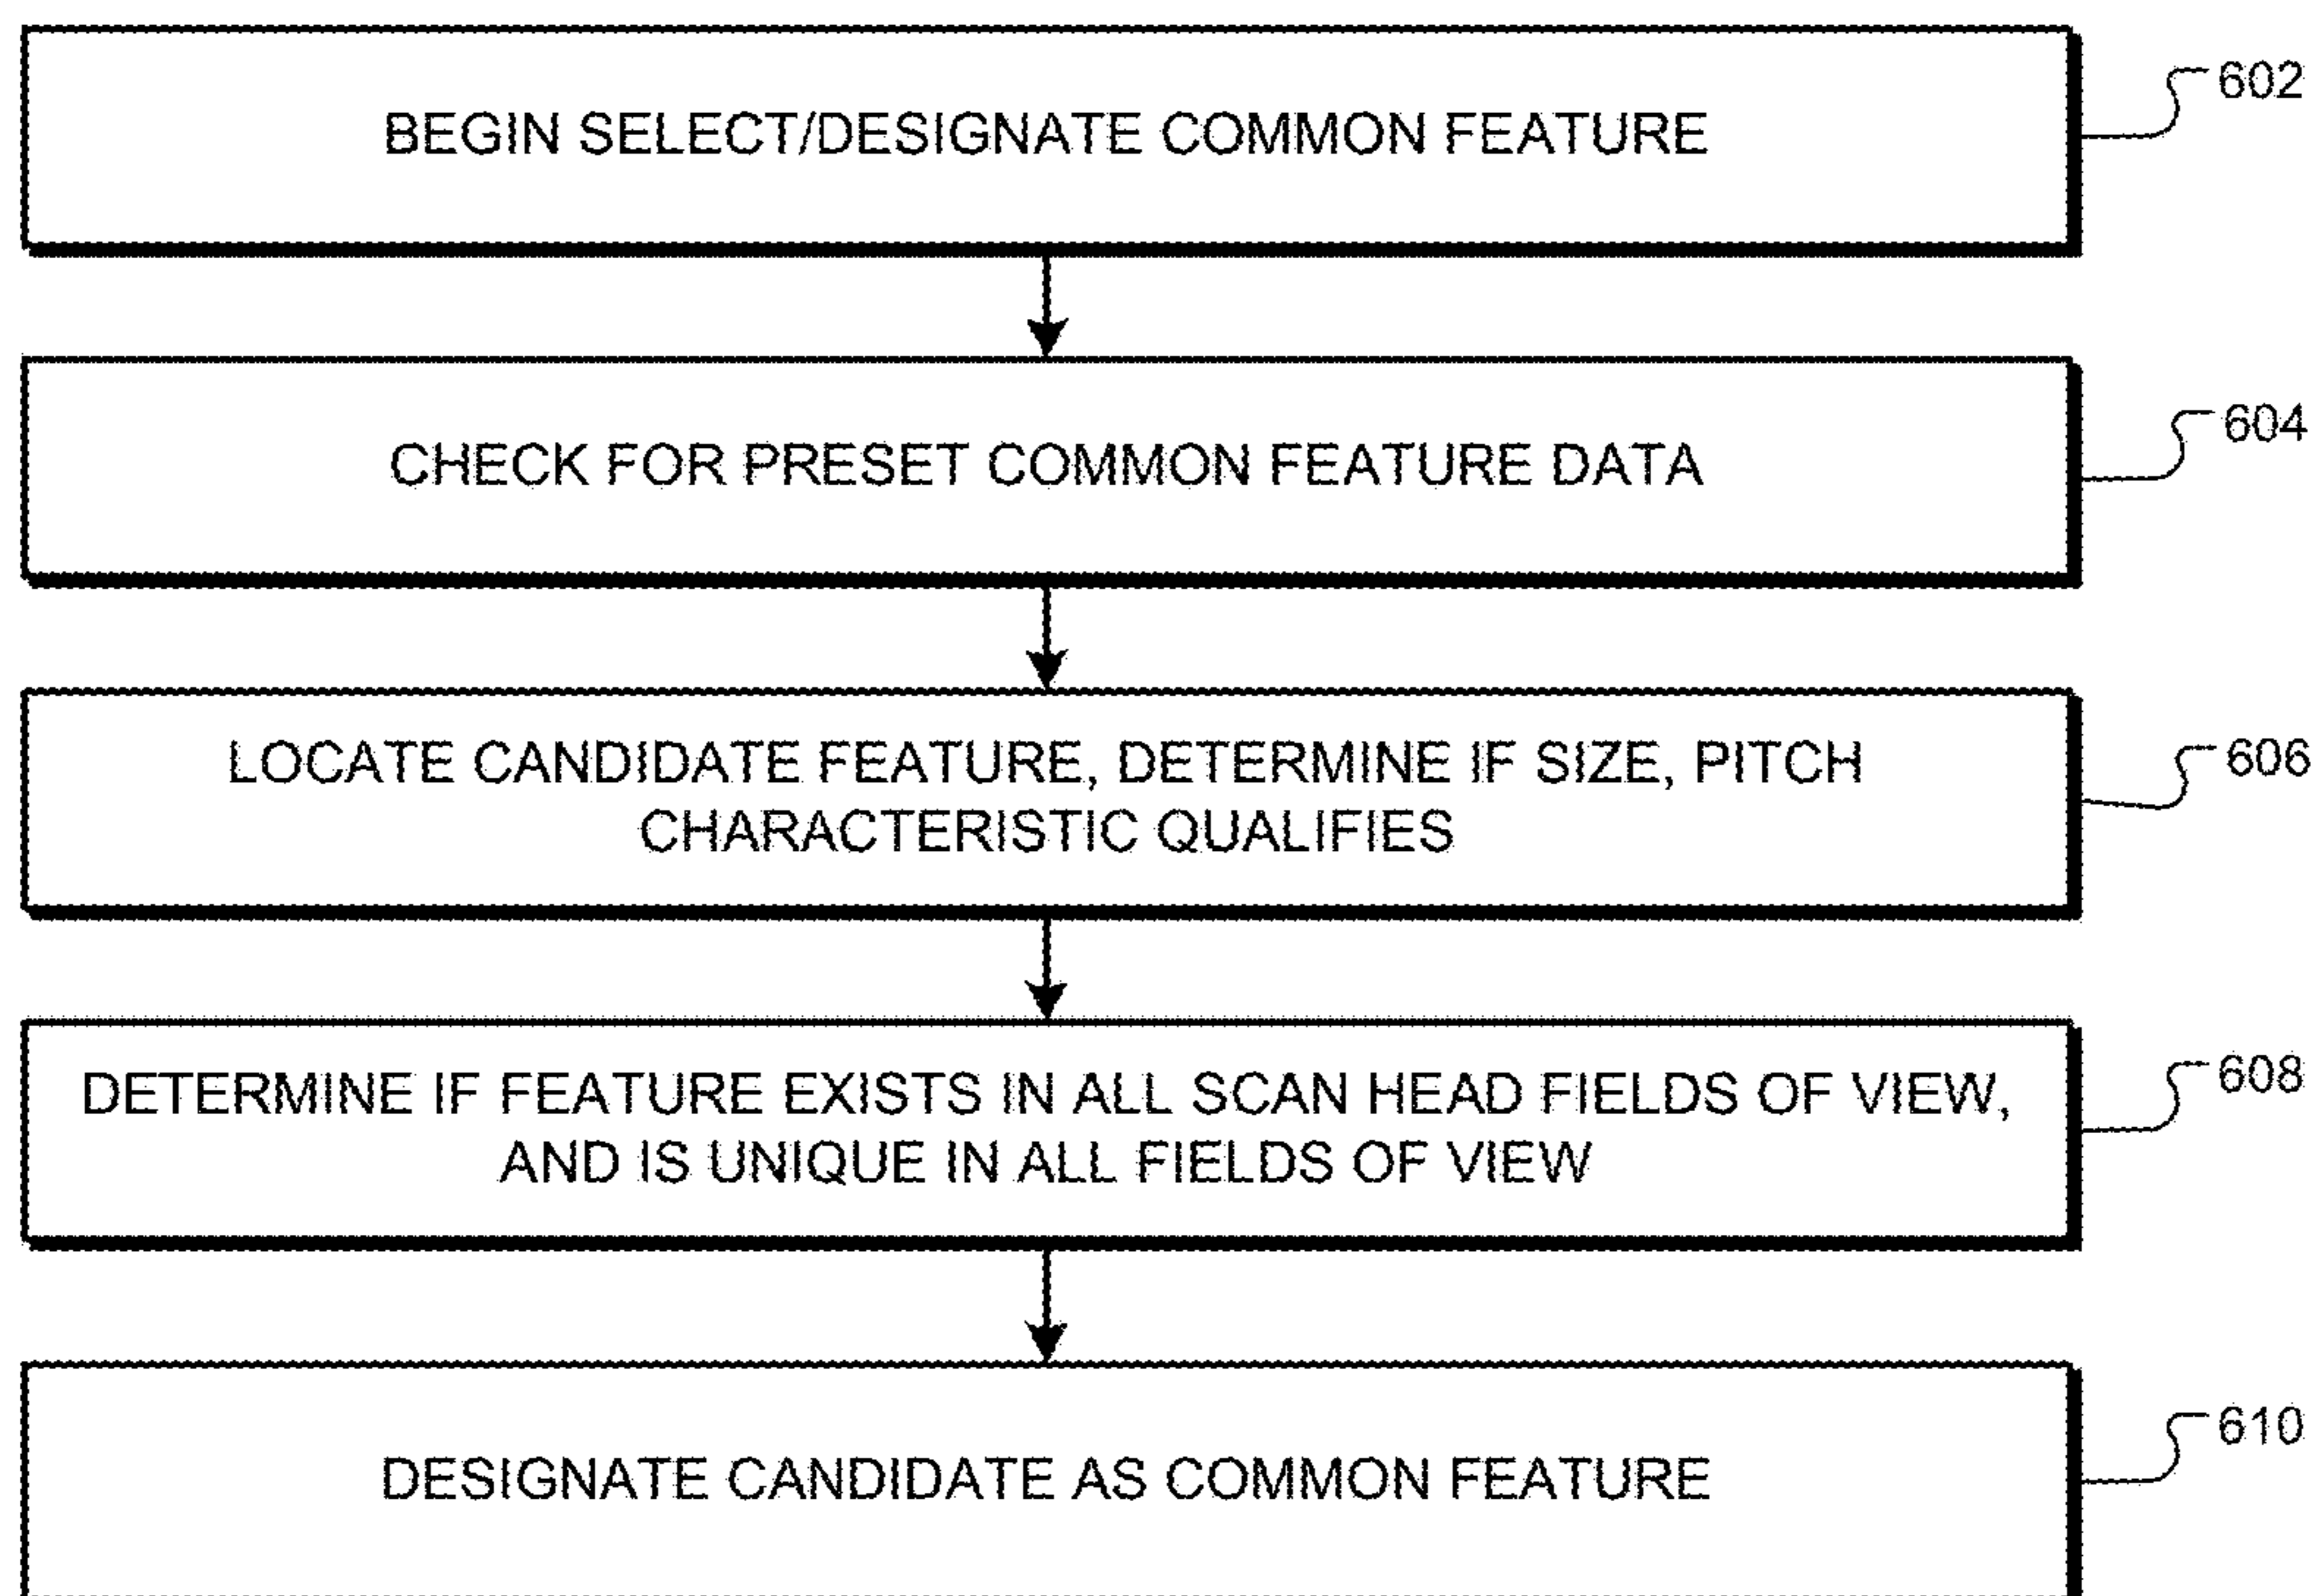 BEGIN SELECT/DESIGNATE COMMON FEATURE
602
CHECK FOR PRESET COMMON FEATURE DATA
604
LOCATE CANDIDATE FEATURE, DETERMINE IF SIZE, PITCH
CHARACTERISTIC QUALIFIES
606
DETERMINE IF FEATURE EXISTS IN ALL SCAN HEAD FIELDS OF VIEW,
AND IS UNIQUE IN ALL FIELDS OF VIEW
608
DESIGNATE CANDIDATE AS COMMON FEATURE
610